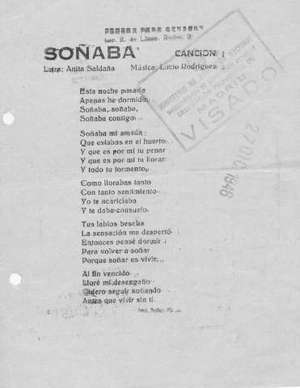 SOÑABA
CANCION
Letra: Anita Saldaña
Música: Lucio Rodríguez
VISADO
1946
Esta noche pasada
Apenas he dormido,
Soñaba, soñaba,
Soñaba contigo
Soñaba mi
Que estabas en el huerto
Y que es por mi tu penar
Y que es por mi tu llorar
Y todo tu tormento,
Como llorabas tanto
Con tanto sentimiento
Yo te acariciaba
Y te daba consuelo.
Tus labios besaba
La sensación me despertó
Entonces pensé dormir
Para volver a soñar
Porque soñar es vivir...
Al fin vencido
Lloré mi desengaño
Quiero seguir soñando
Antes que vivir sin ti.